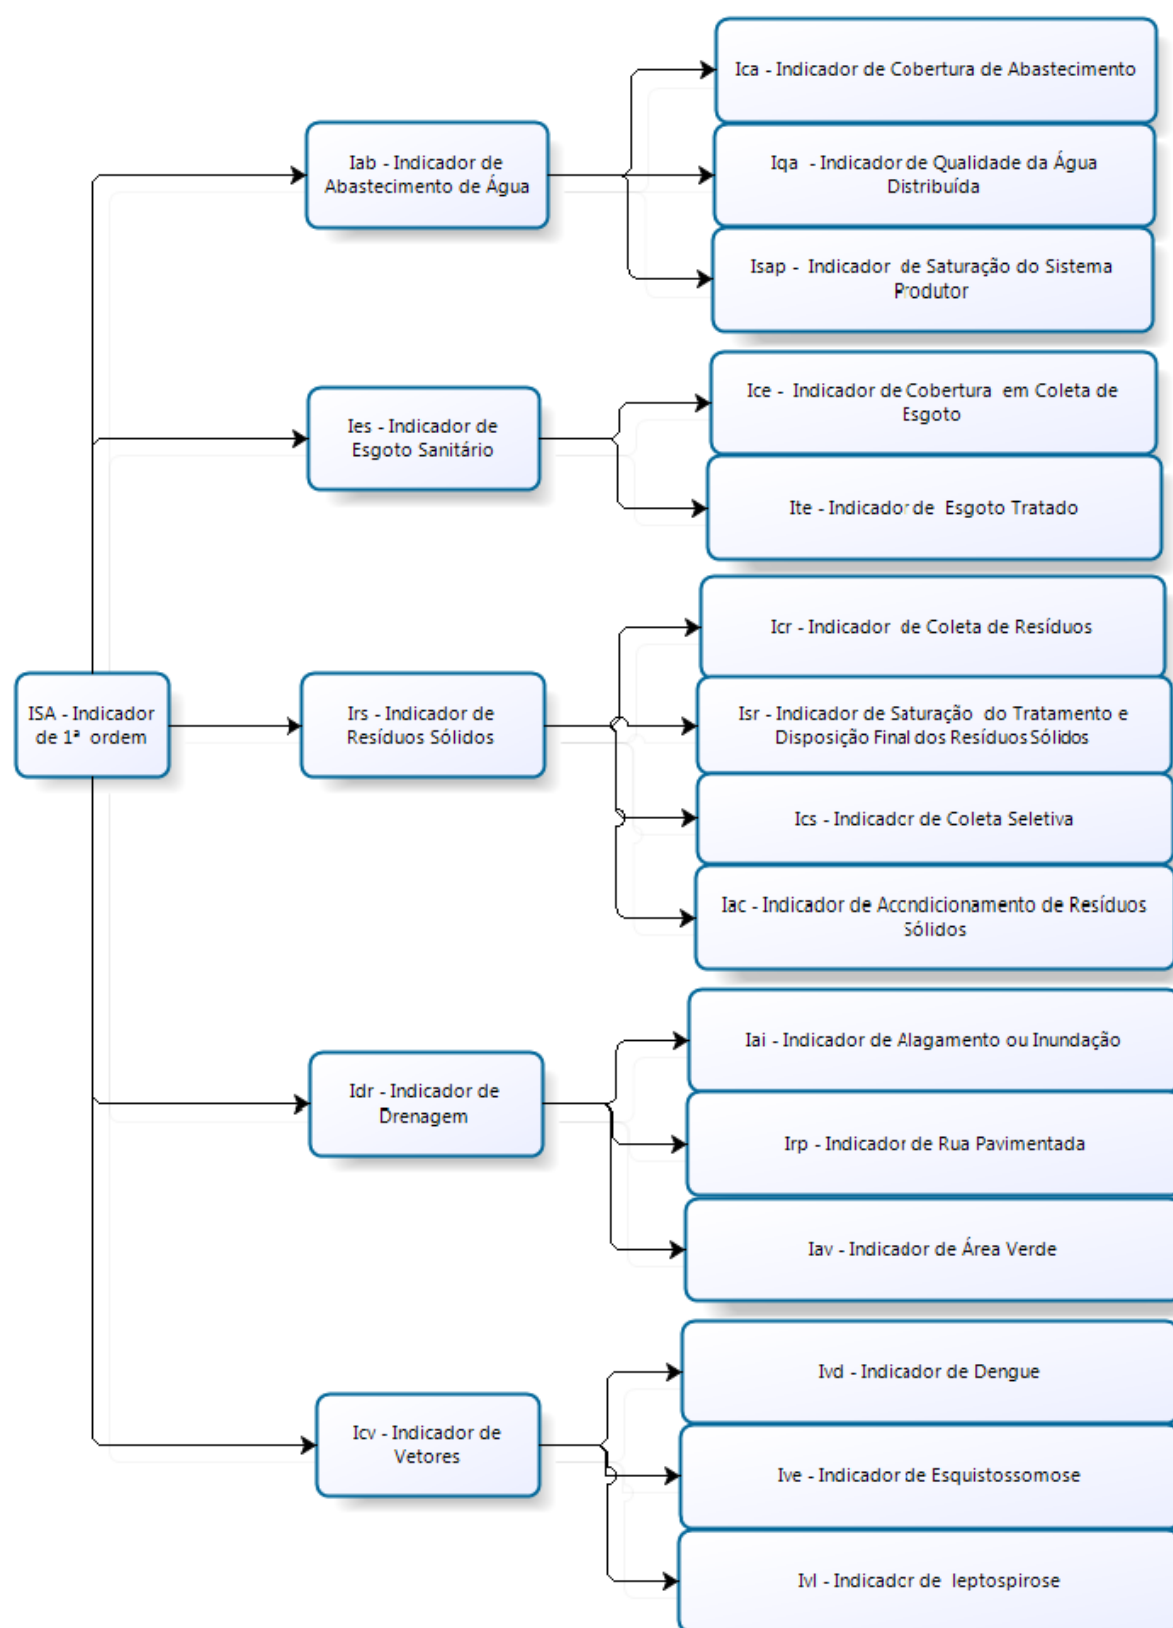 ISA - Indicador
de 1ª ordem
Iab - Indicador de
Abastecimento de Água
Ica - Indicador de Cobertura de Abastecimento
Iqa - Indicador de Qualidade da Água
Distribuída
Isap - Indicador de Saturação do Sistema
Produtor
Ies - Indicador de
Esgoto Sanitário
Ice - Indicador de Cobertura em Coleta de
Esgoto
Ite - Indicador de Esgoto Tratado
Irs - Indicador de
Resíduos Sólidos
Icr - Indicador de Coleta de Resíduos
Isr - Indicador de Saturação do Tratamento e
Disposição Final dos Resíduos Sólidos
Ics - Indicador de Coleta Seletiva
Iac - Indicador de Acondicionamento de Resíduos
Sólidos
Idr - Indicador de
Drenagem
Iai - Indicador de Alagamento ou Inundação
Irp - Indicador de Rua Pavimentada
Iav - Indicador de Área Verde
Icv - Indicador de
Vetores
Ivd - Indicador de Dengue
Ive - Indicador de Esquistossomose
Ivl - Indicador de leptospirose